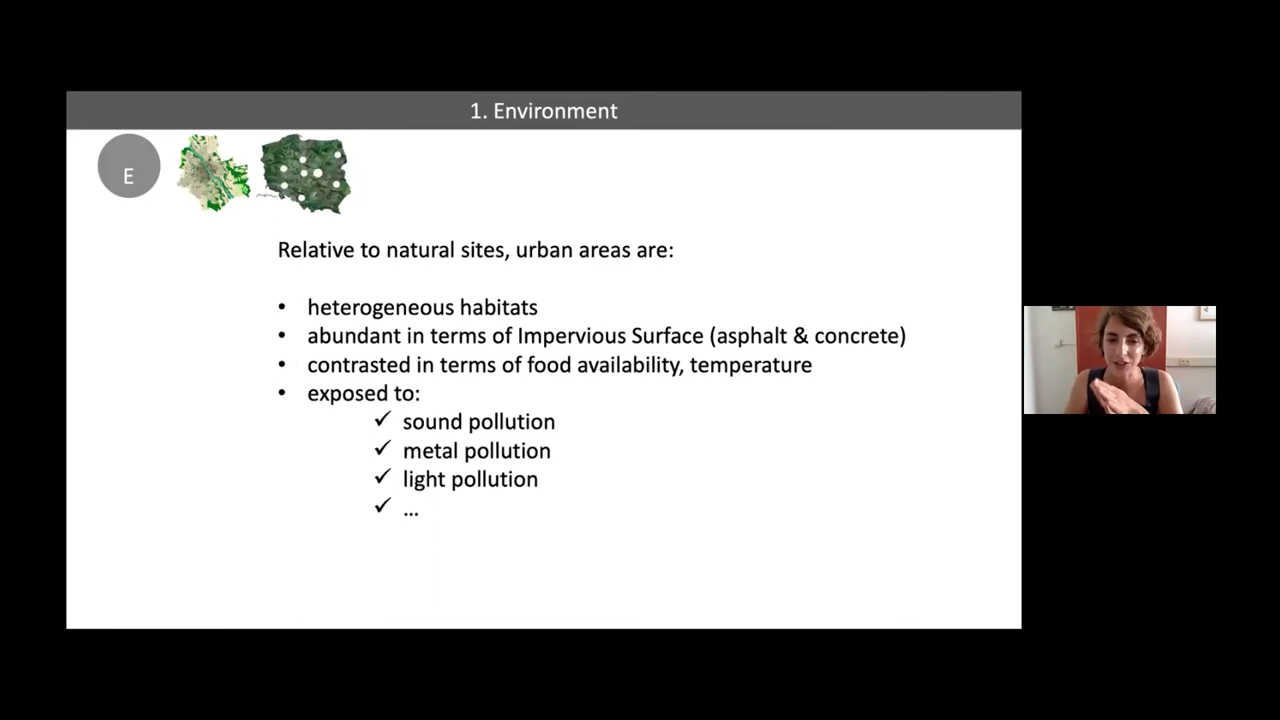 1. Environment
E
Relative to natural sites, urban areas are:
• heterogeneous habitats
• abundant in terms of Impervious Surface (asphalt & concrete)
• contrasted in terms of food availability, temperature
• exposed to:
✓ sound pollution
✓ metal pollution
✓ light pollution
✓ ...